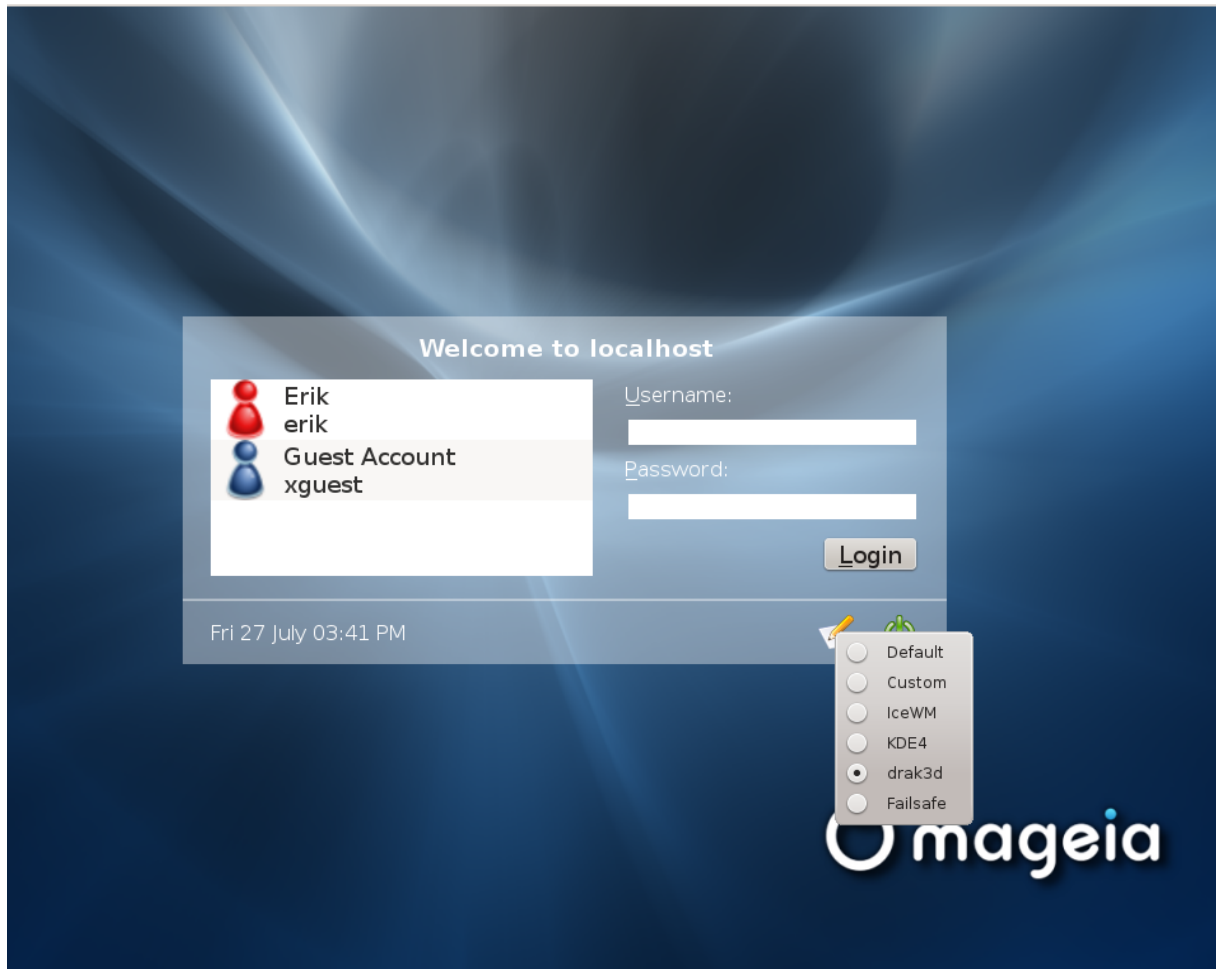 Welcome to localhost
Erik
erik
Guest Account
xguest
Username:
Password:
Login
Fri 27 July 03:41 PM
Default
Custom
IceWM
KDE4
drak3d
Failsafe
mageia